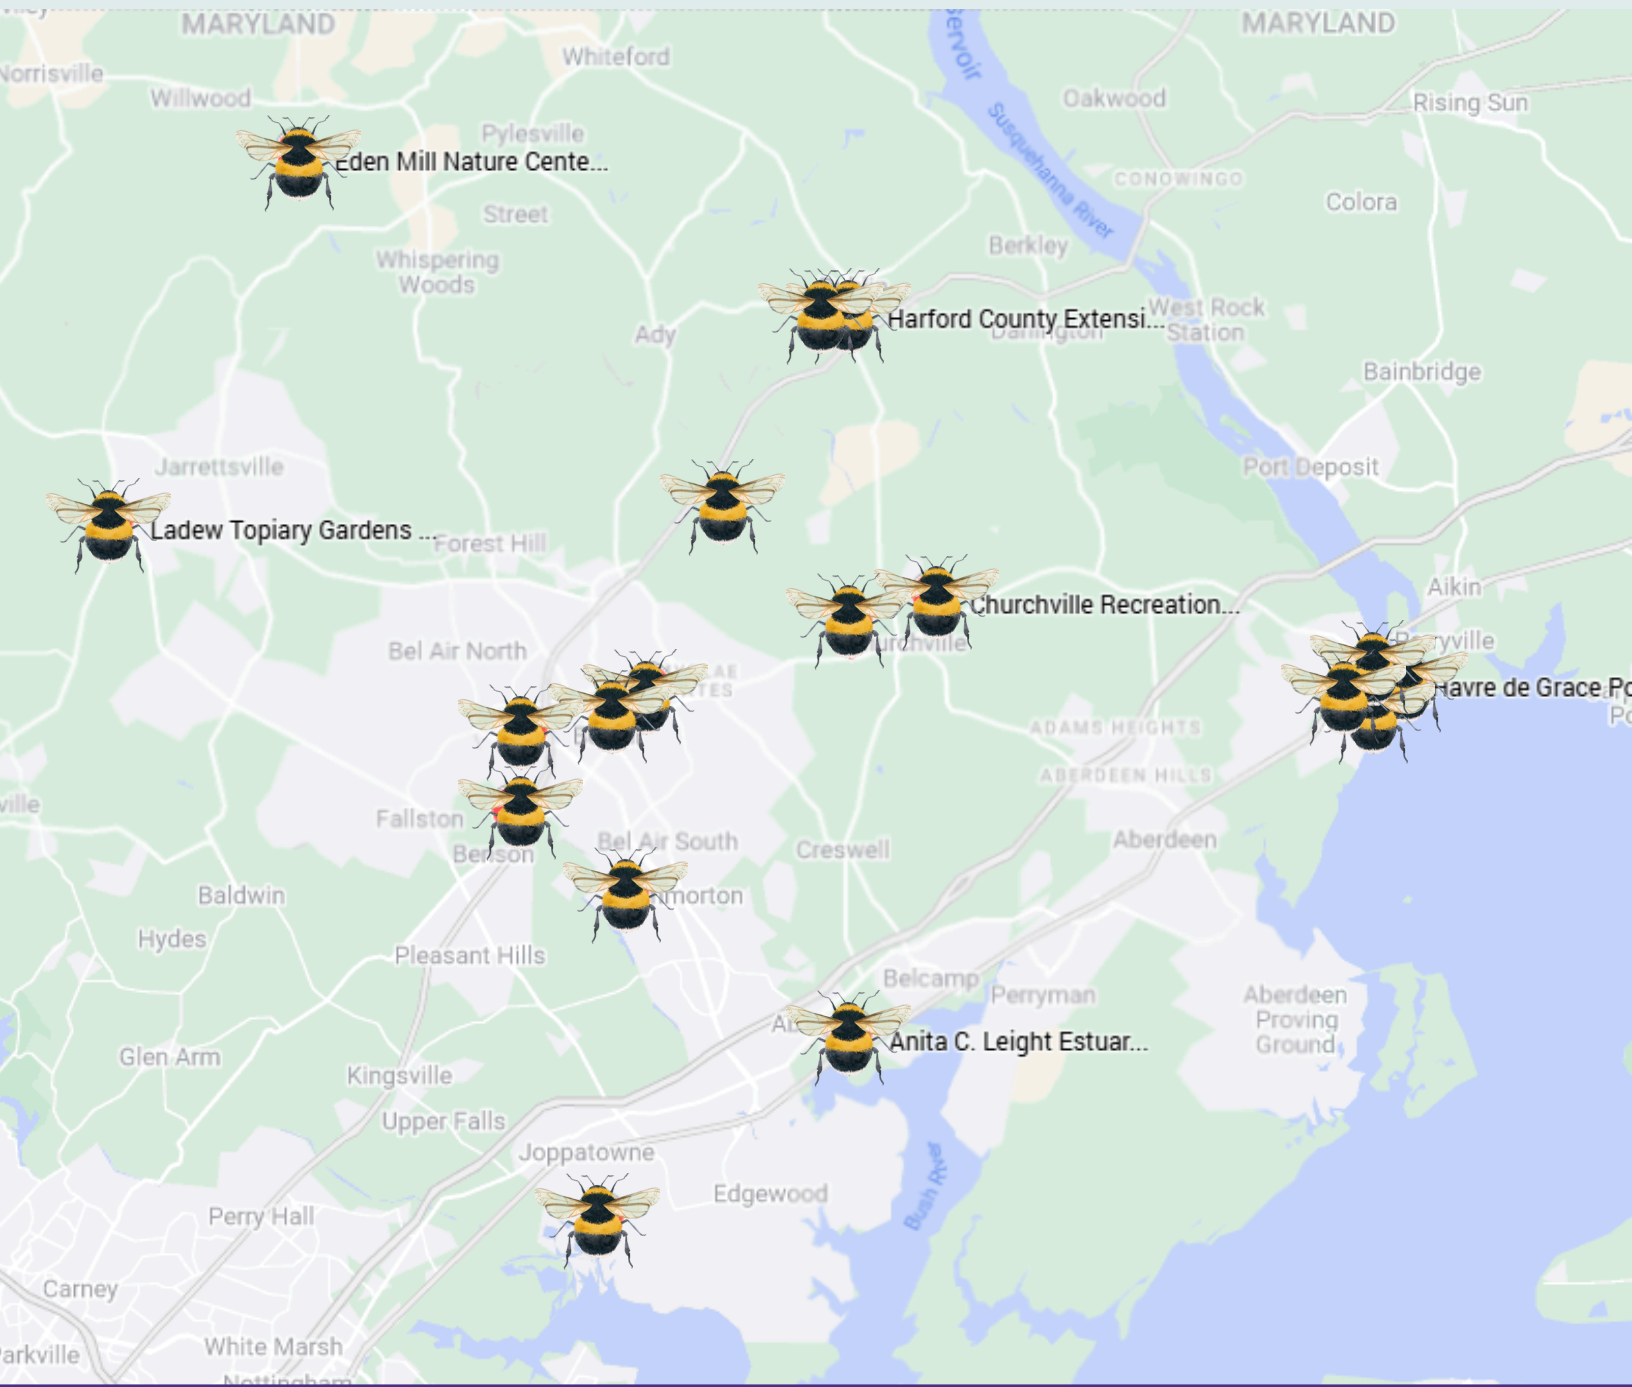 MARYLAND
MARYLAND
Whiteford
Norrisville
Willwood
Oakwood
Rising Sun
Susquehanna River
Pylesville
Eden Mill Nature Cente...
CONOWINGO
Colora
Street
Berkley
Whispering
Woods
Harford County Extensi...
West Rock
Station
Darlington
Ady
Bainbridge
Jarrettsville
Port Deposit
Ladew Topiary Gardens ...
Forest Hill
Aikin
Churchville Recreation...
Bel Air North
Havre de Grace Po
ADAMS HEIGHTS
ABERDEEN HILLS
Fallston
Bel Air South
Creswell
Aberdeen
Benson
Baldwin
Hydes
Pleasant Hills
Belcamp
Perryman
Aberdeen
Proving
Ground
Anita C. Leight Estuar...
Glen Arm
Kingsville
Upper Falls
Joppatowne
Bush River
Edgewood
Perry Hall
Carney
White Marsh
arkville
Nottingham